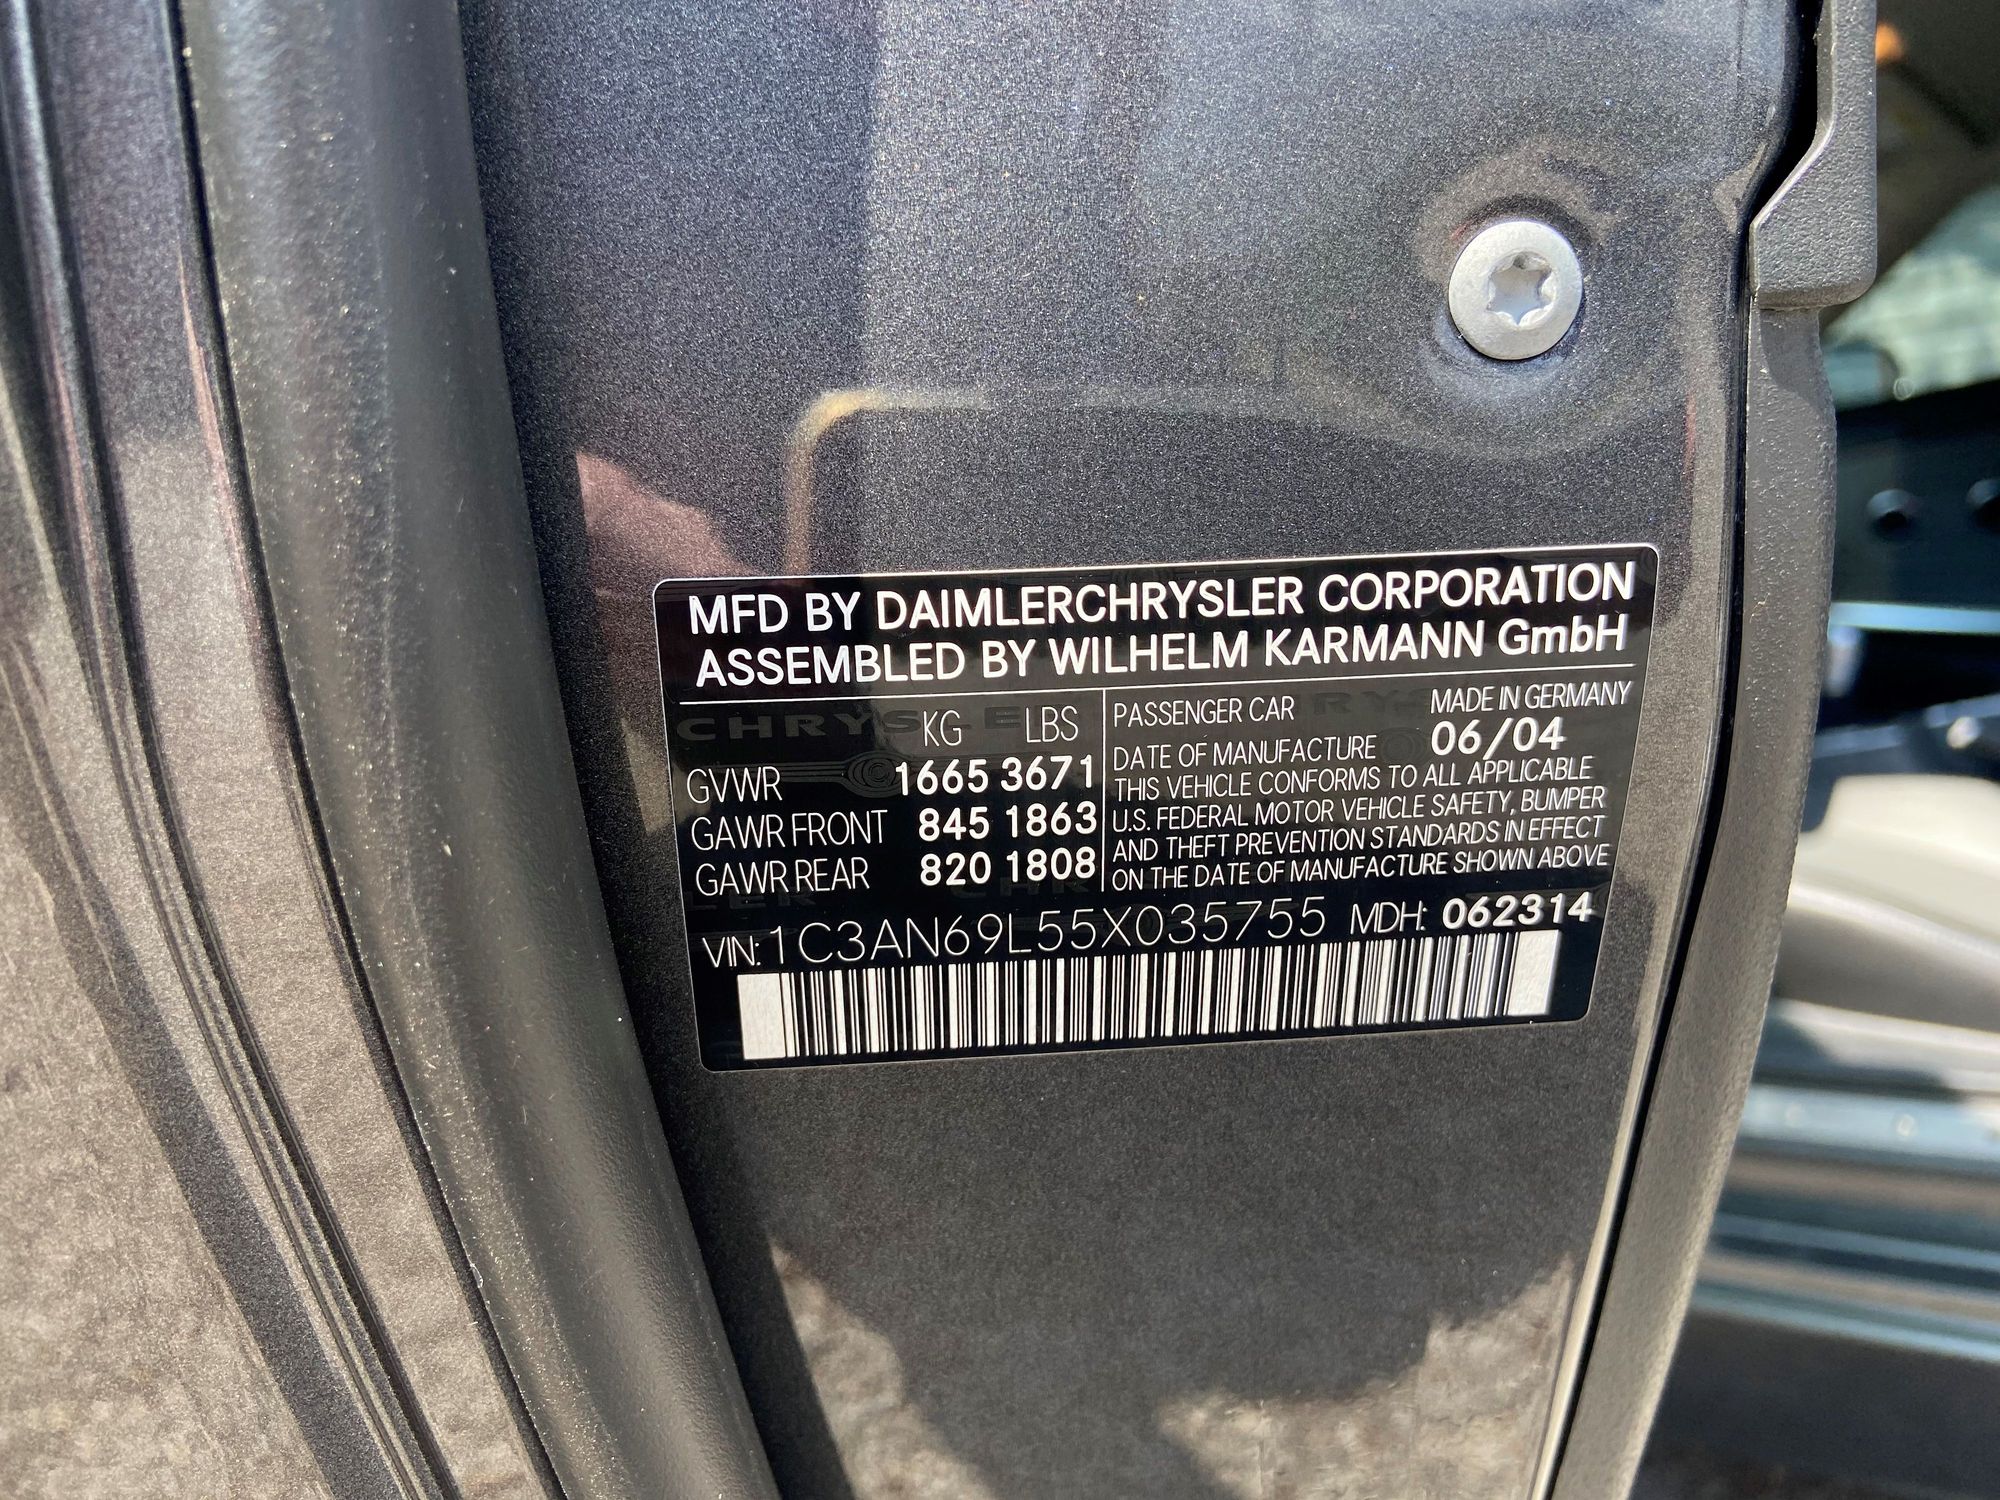 MFD BY DAIMLERCHRYSLER CORPORATION
ASSEMBLED BY WILHELM KARMANN GmbH
KG LBS
GVWR 1665 3671
GAWR FRONT 845 1863
GAWR REAR 820 1808
PASSENGER CAR MADE IN GERMANY
DATE OF MANUFACTURE 06/04
THIS VEHICLE CONFORMS TO ALL APPLICABLE
U.S. FEDERAL MOTOR VEHICLE SAFETY, BUMPER
AND THEFT PREVENTION STANDARDS IN EFFECT
ON THE DATE OF MANUFACTURE SHOWN ABOVE
VIN: 1C3AN69L55X035755 MDH: 062314